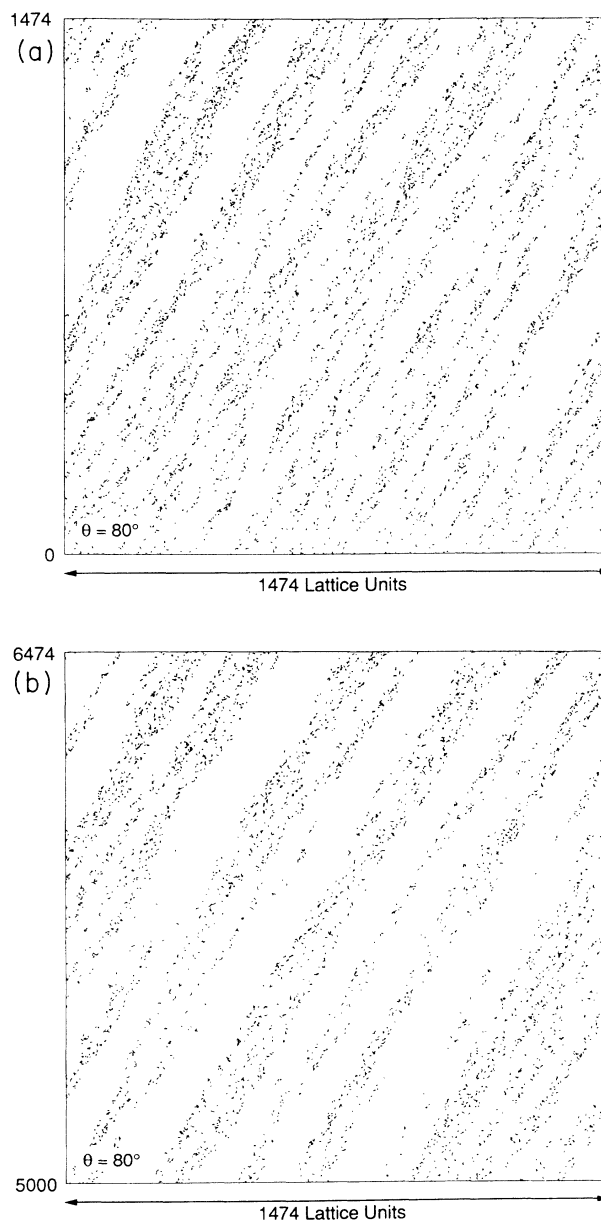 1474
(a)
θ = 80°
0
1474 Lattice Units
6474
(b)
θ = 80°
5000
1474 Lattice Units